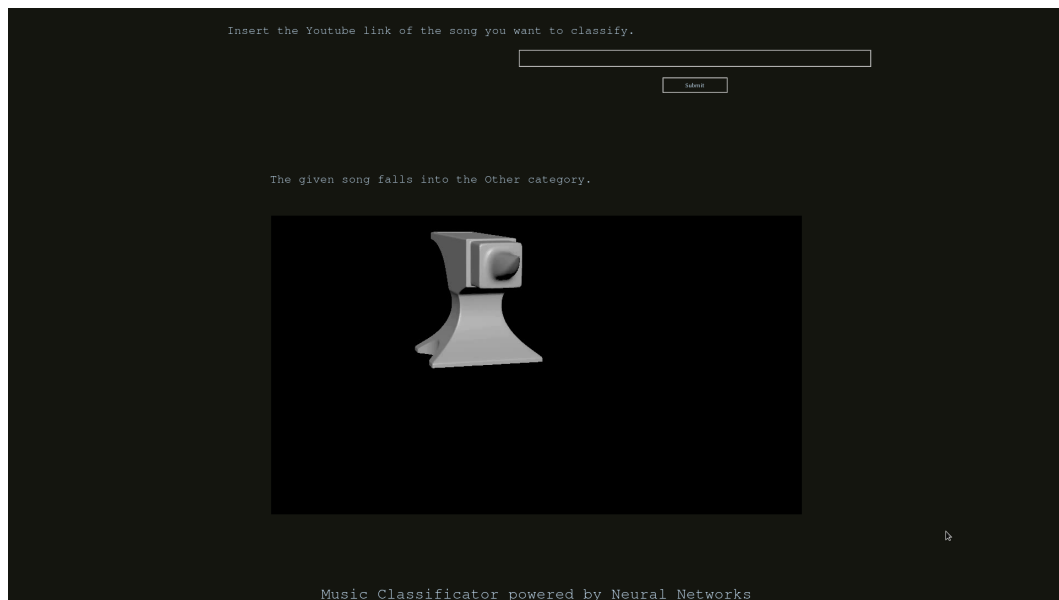 Insert the Youtube link of the song you want to classify.
Submit
The given song falls into the Other category.
Music Classificator powered by Neural Networks